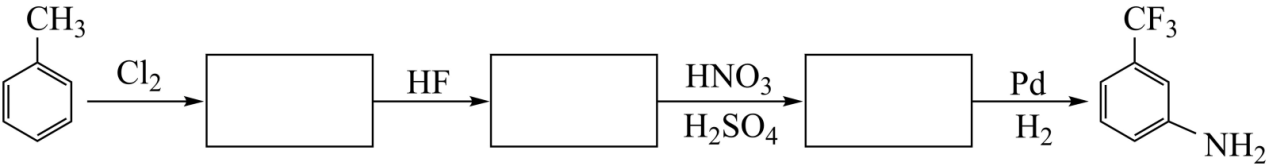 CH₃
Cl₂
HF
HNO₃
H₂SO₄
Pd
H₂
CF₃
NH₂